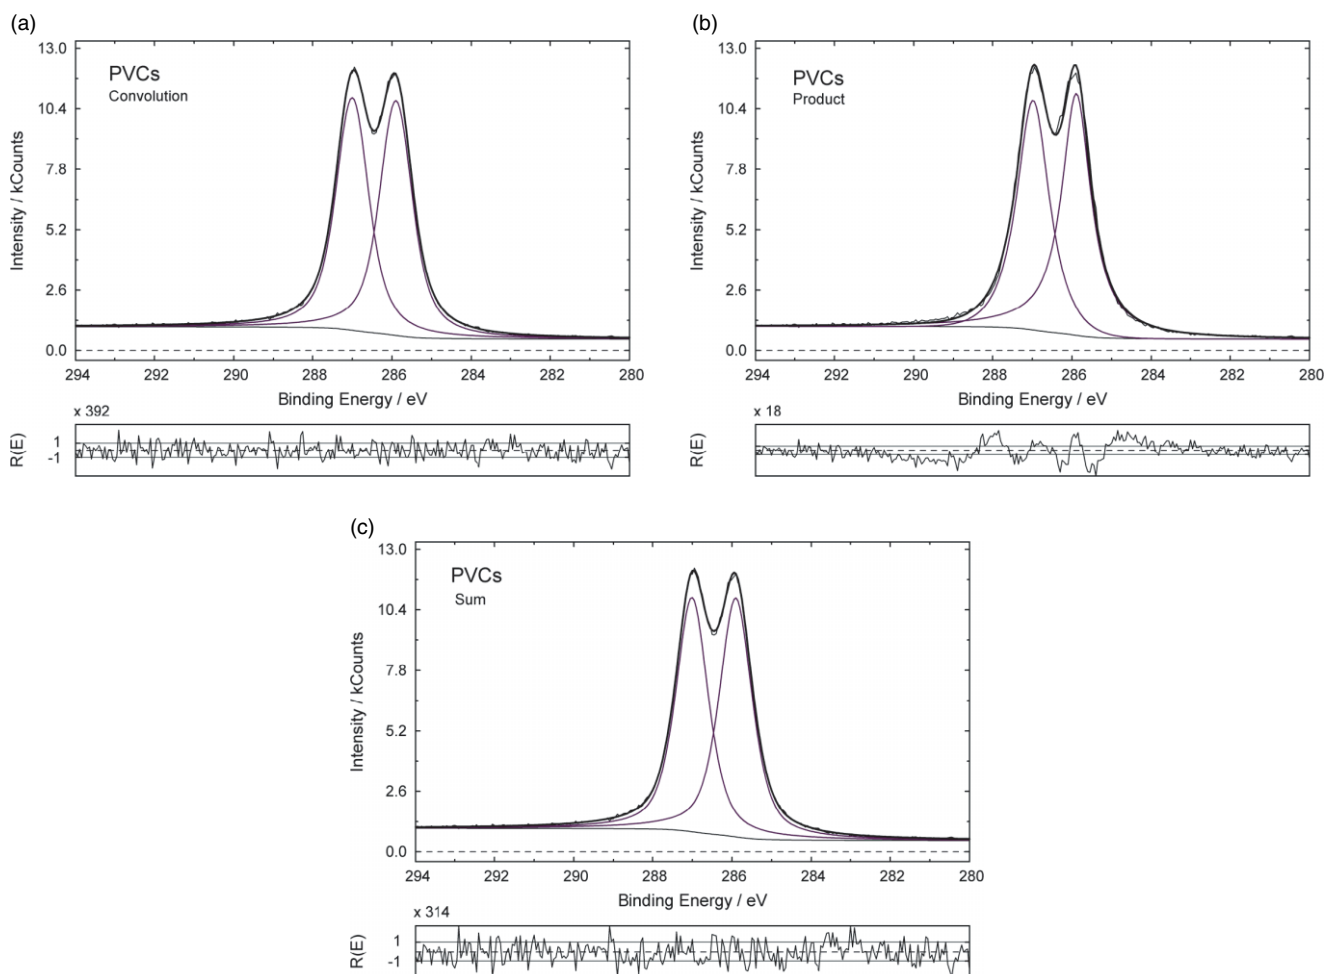 (a)
13.0
10.4
7.8
5.2
2.6
0.0
Intensity / kCounts
PVCs
Convolution
294 292 290 288 286 284 282 280
Binding Energy / eV
x 392
R(E)
1
-1
(b)
13.0
10.4
7.8
5.2
2.6
0.0
Intensity / kCounts
PVCs
Product
294 292 290 288 286 284 282 280
Binding Energy / eV
x 18
R(E)
1
-1
(c)
13.0
10.4
7.8
5.2
2.6
0.0
Intensity / kCounts
PVCs
Sum
294 292 290 288 286 284 282 280
Binding Energy / eV
x 314
R(E)
1
-1